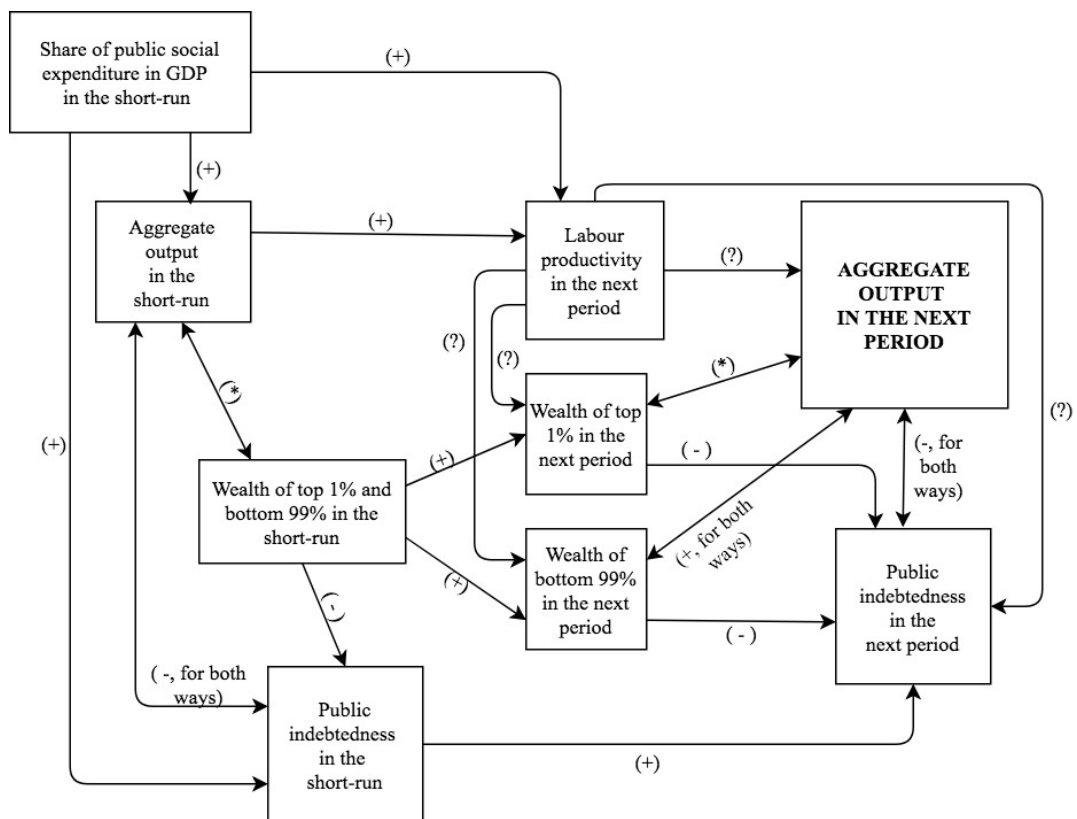 Share of public social
expenditure in GDP
in the short-run
(+)
(+)
Aggregate
output
in the
short-run
(+)
Labour
productivity
in the next
period
(?)
AGGREGATE
OUTPUT
IN THE NEXT
PERIOD
(?)
(?)
(*)
(*)
(+)
(?)
Wealth of top
1% in the
next period
(-, for
both
ways)
(+)
( - )
Wealth of top 1% and
bottom 99% in the
short-run
(+, for both
ways)
(+)
Wealth of
bottom 99%
in the next
period
( - )
Public
indebtedness
in the
next period
(-)
( -, for both
ways)
Public
indebtedness
in the
short-run
(+)